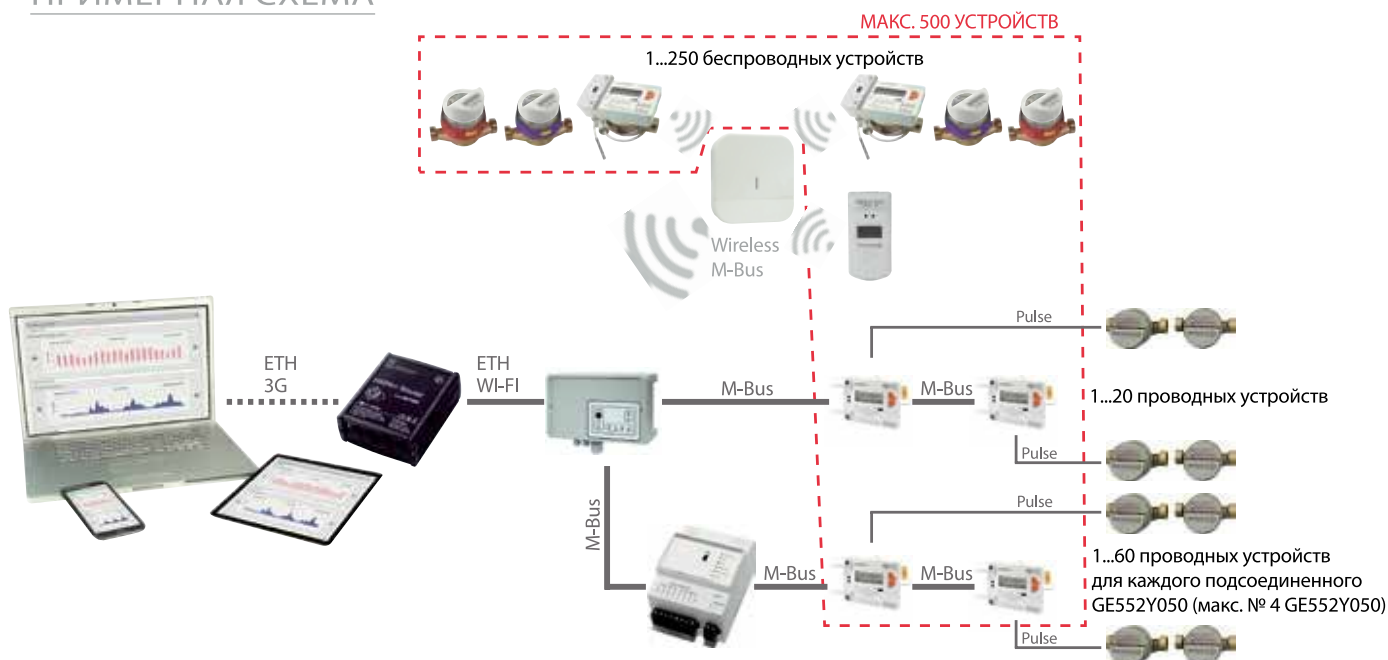 ПРИМЕРНАЯ СХЕМА
МАКС. 500 УСТРОЙСТВ
1...250 беспроводных устройств
Wireless
M-Bus
Pulse
ETH
3G
ETH
WI-FI
M-Bus
M-Bus
1...20 проводных устройств
Pulse
Pulse
M-Bus
M-Bus
M-Bus
1...60 проводных устройств
для каждого подсоединенного
GE552Y050 (макс. № 4 GE552Y050)
Pulse